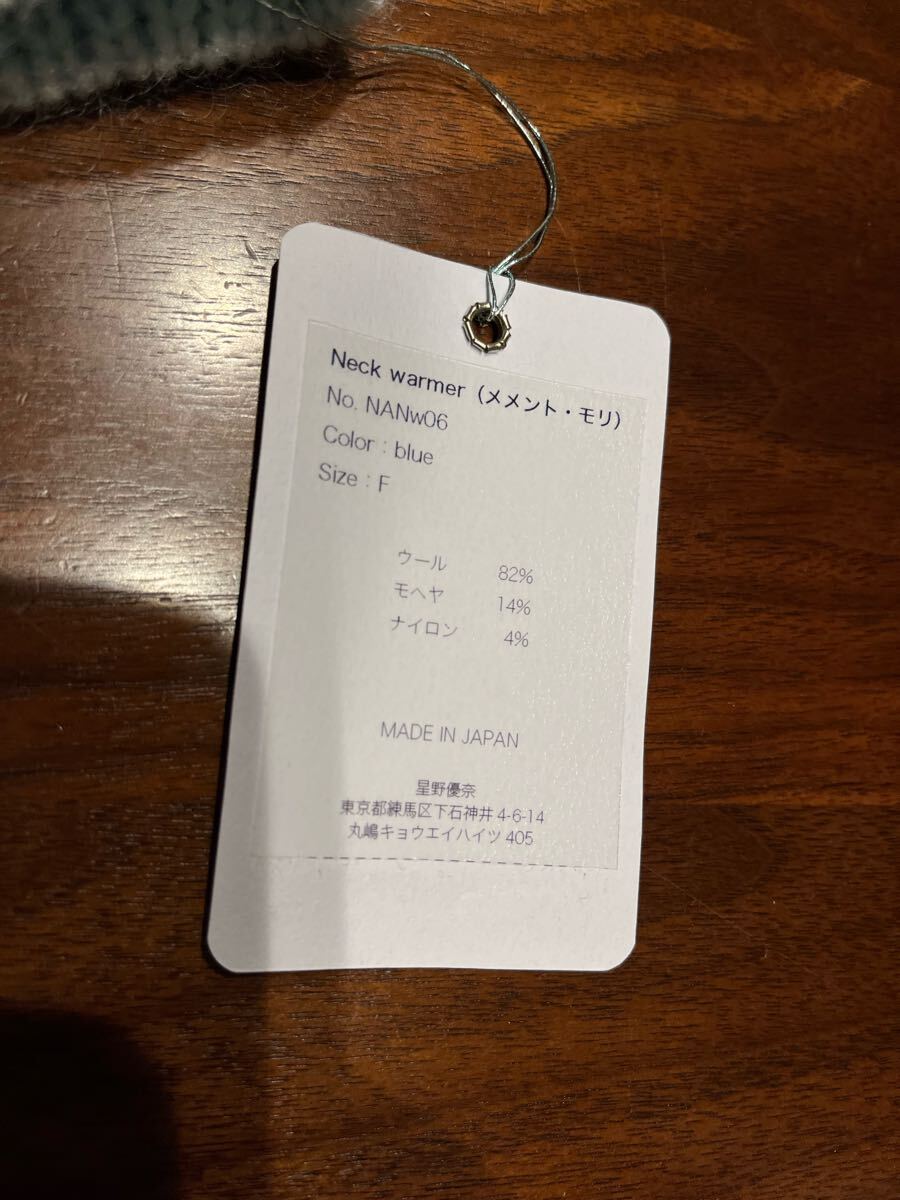 Neck warmer（メメント・モリ）
No. NANw06
Color : blue
Size : F
ウール 82%
モヘヤ 14%
ナイロン 4%
MADE IN JAPAN
星野優奈
東京都練馬区下石神井 4-6-14
丸嶋キョウエイハイツ 405